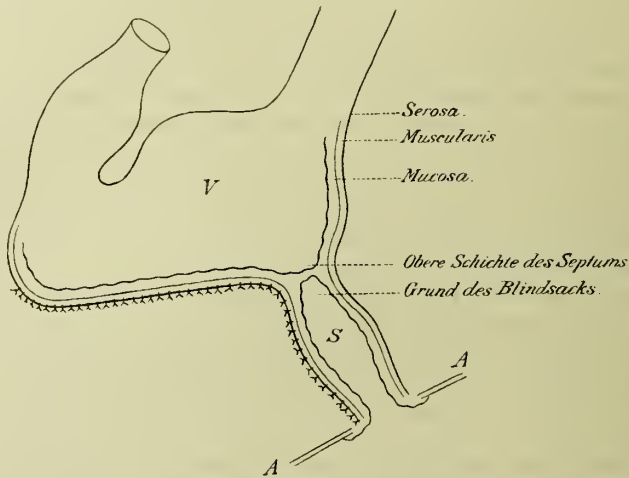 Serosa.
Muscularis
Mucosa.
V
Obere Schichte des Septums
Grund des Blindsacks.
S
A
A